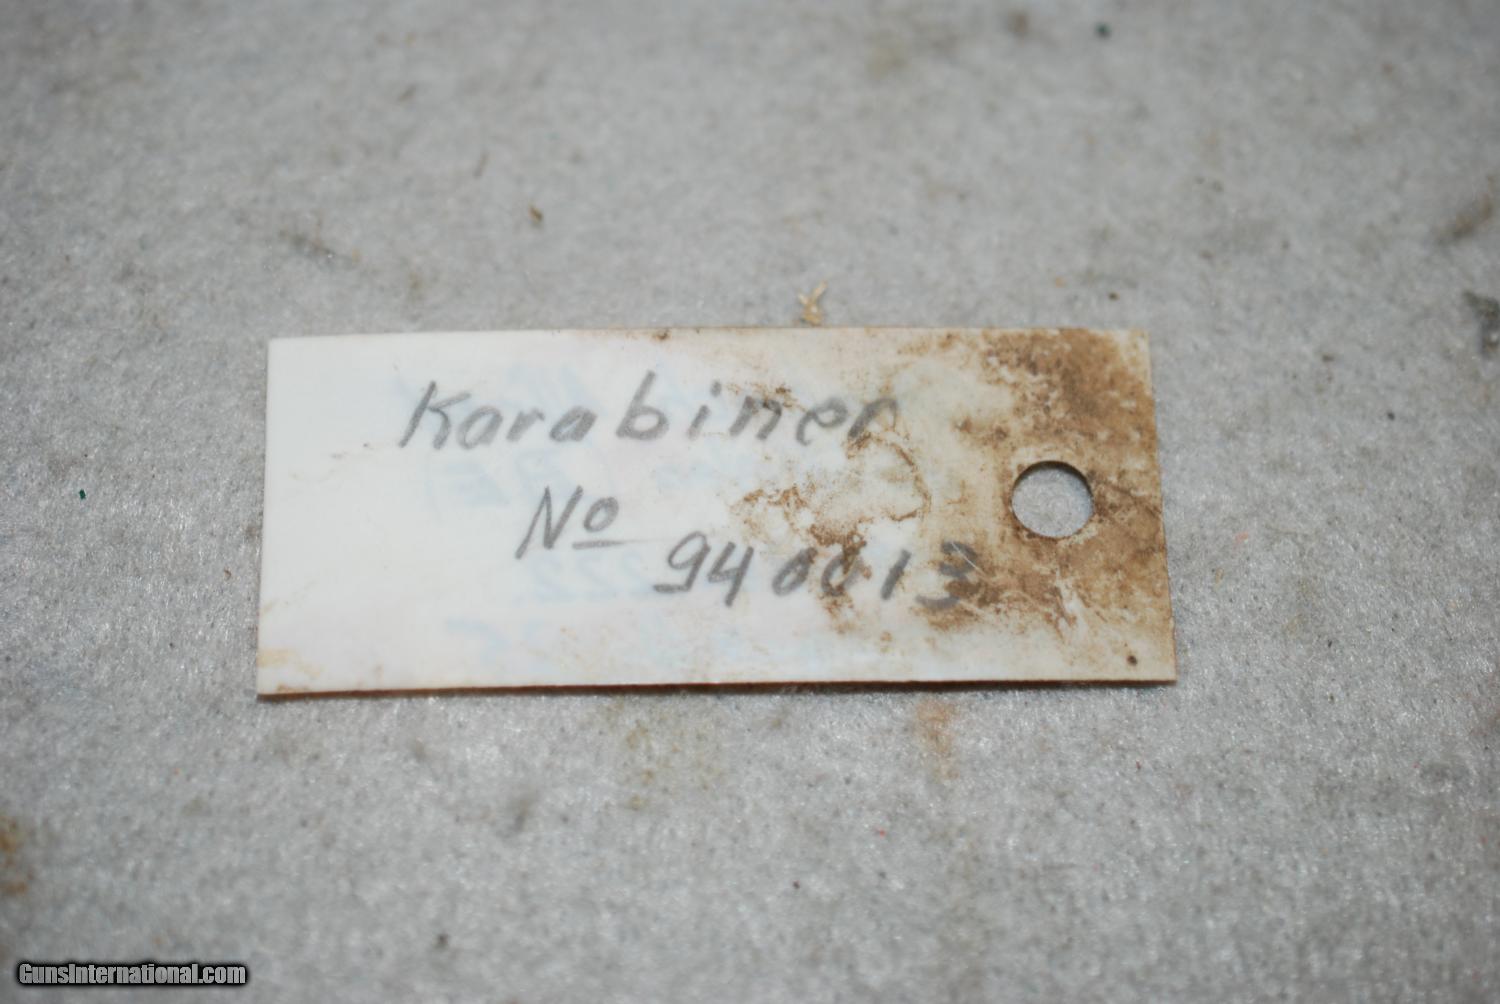 Karabiner
No
940013
GunsInternational.com